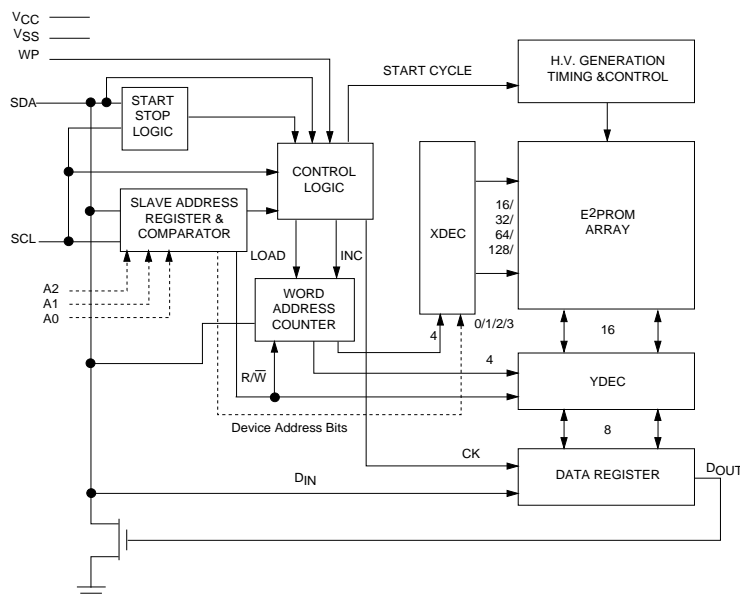 VCC
VSS
WP
START CYCLE
H.V. GENERATION
TIMING &CONTROL
SDA
START
STOP
LOGIC
CONTROL
LOGIC
SLAVE ADDRESS
REGISTER &
COMPARATOR
XDEC
16/
32/
64/
128/
E2PROM
ARRAY
SCL
LOAD
INC
A2
A1
A0
WORD
ADDRESS
COUNTER
0/1/2/3
4
16
R/W̅
4
YDEC
Device Address Bits
8
CK
DIN
DATA REGISTER
DOUT